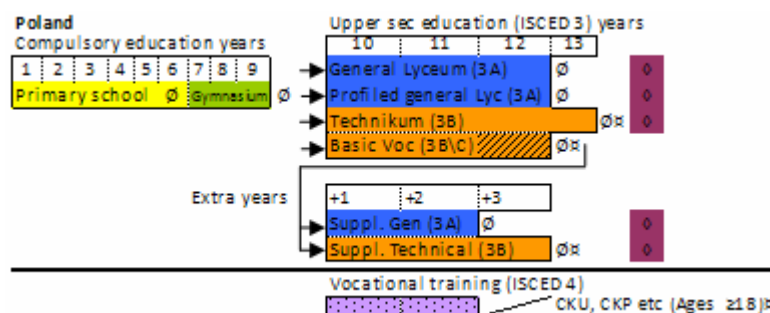 Poland
Upper sec education (ISCED 3) years
Compulsory education years
10 11 12 13
1 2 3 4 5 6 7 8 9
General Lyceum (3A) Ø ◊
Primary school Ø Gymnasium Ø
Profiled general Lyc (3A) Ø ◊
Technikum (3B) Ø¤ ◊
Basic Voc (3B\C) Ø¤
Extra years
+1 +2 +3
Suppl. Gen (3A) Ø ◊
Suppl. Technical (3B) Ø¤ ◊
Vocational training (ISCED 4)
CKU, CKP etc (Ages ≥18)¤